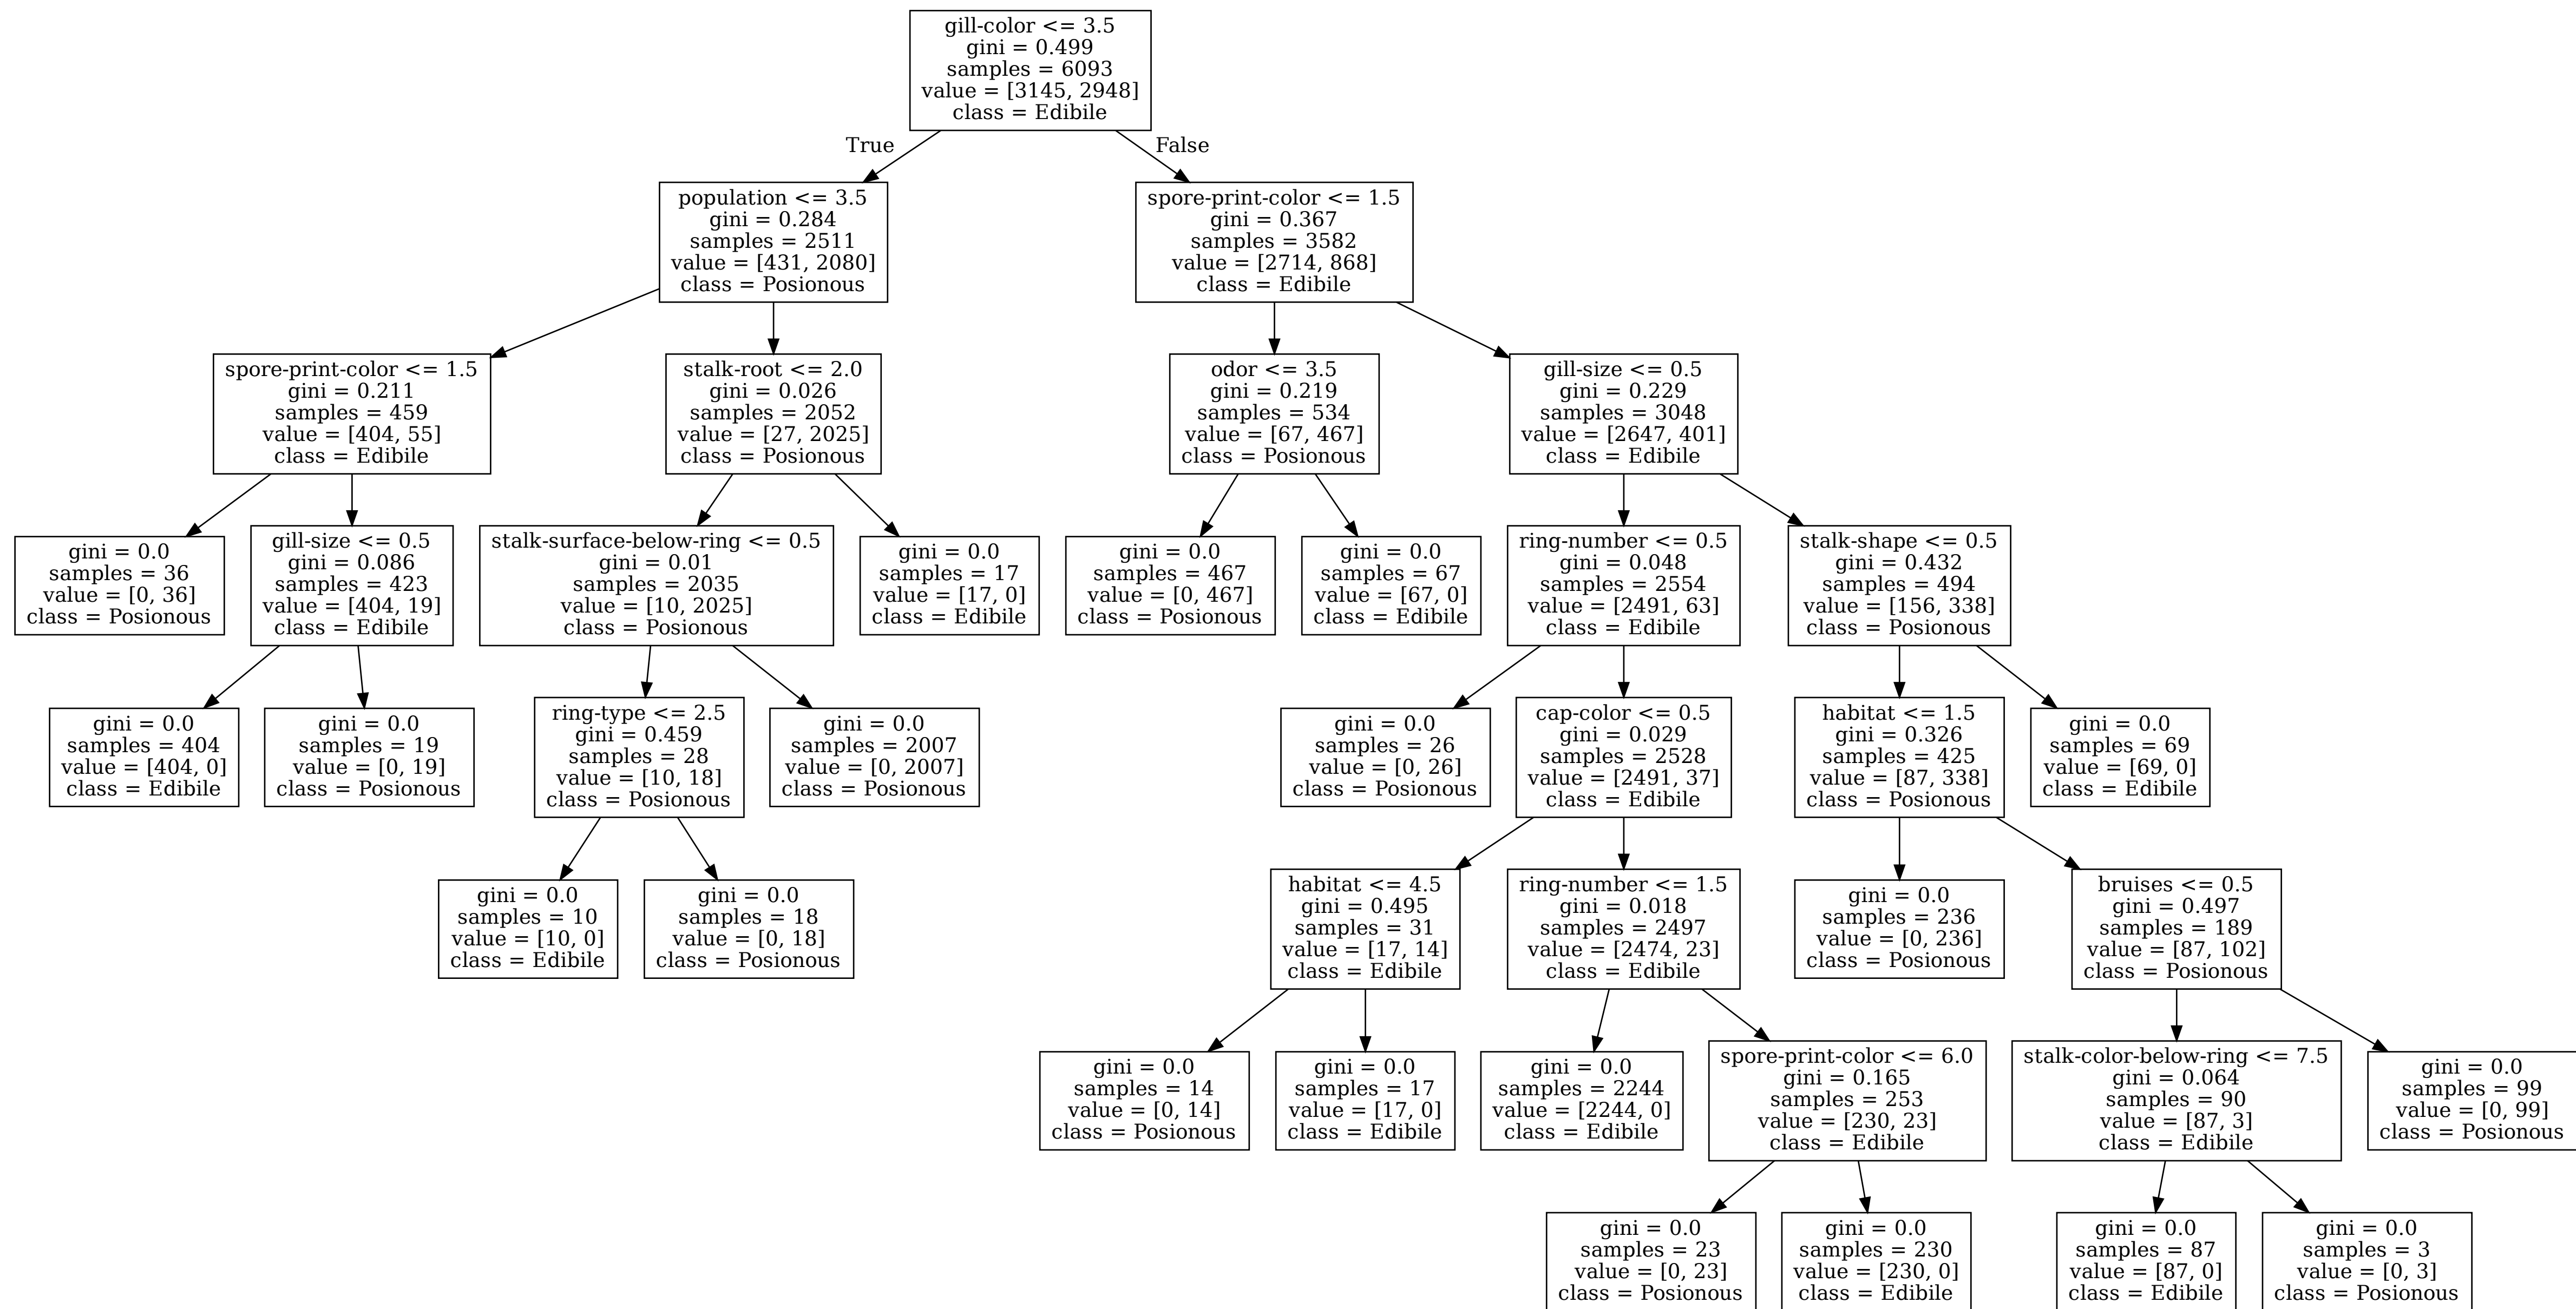 gill-color <= 3.5
gini = 0.499
samples = 6093
value = [3145, 2948]
class = Edibile
True
False
population <= 3.5
gini = 0.284
samples = 2511
value = [431, 2080]
class = Posionous
spore-print-color <= 1.5
gini = 0.367
samples = 3582
value = [2714, 868]
class = Edibile
spore-print-color <= 1.5
gini = 0.211
samples = 459
value = [404, 55]
class = Edibile
stalk-root <= 2.0
gini = 0.026
samples = 2052
value = [27, 2025]
class = Posionous
odor <= 3.5
gini = 0.219
samples = 534
value = [67, 467]
class = Posionous
gill-size <= 0.5
gini = 0.229
samples = 3048
value = [2647, 401]
class = Edibile
gini = 0.0
samples = 36
value = [0, 36]
class = Posionous
gill-size <= 0.5
gini = 0.086
samples = 423
value = [404, 19]
class = Edibile
stalk-surface-below-ring <= 0.5
gini = 0.01
samples = 2035
value = [10, 2025]
class = Posionous
gini = 0.0
samples = 17
value = [17, 0]
class = Edibile
gini = 0.0
samples = 467
value = [0, 467]
class = Posionous
gini = 0.0
samples = 67
value = [67, 0]
class = Edibile
ring-number <= 0.5
gini = 0.048
samples = 2554
value = [2491, 63]
class = Edibile
stalk-shape <= 0.5
gini = 0.432
samples = 494
value = [156, 338]
class = Posionous
gini = 0.0
samples = 404
value = [404, 0]
class = Edibile
gini = 0.0
samples = 19
value = [0, 19]
class = Posionous
ring-type <= 2.5
gini = 0.459
samples = 28
value = [10, 18]
class = Posionous
gini = 0.0
samples = 2007
value = [0, 2007]
class = Posionous
gini = 0.0
samples = 26
value = [0, 26]
class = Posionous
cap-color <= 0.5
gini = 0.029
samples = 2528
value = [2491, 37]
class = Edibile
habitat <= 1.5
gini = 0.326
samples = 425
value = [87, 338]
class = Posionous
gini = 0.0
samples = 69
value = [69, 0]
class = Edibile
gini = 0.0
samples = 10
value = [10, 0]
class = Edibile
gini = 0.0
samples = 18
value = [0, 18]
class = Posionous
habitat <= 4.5
gini = 0.495
samples = 31
value = [17, 14]
class = Edibile
ring-number <= 1.5
gini = 0.018
samples = 2497
value = [2474, 23]
class = Edibile
gini = 0.0
samples = 236
value = [0, 236]
class = Posionous
bruises <= 0.5
gini = 0.497
samples = 189
value = [87, 102]
class = Posionous
gini = 0.0
samples = 14
value = [0, 14]
class = Posionous
gini = 0.0
samples = 17
value = [17, 0]
class = Edibile
gini = 0.0
samples = 2244
value = [2244, 0]
class = Edibile
spore-print-color <= 6.0
gini = 0.165
samples = 253
value = [230, 23]
class = Edibile
stalk-color-below-ring <= 7.5
gini = 0.064
samples = 90
value = [87, 3]
class = Edibile
gini = 0.0
samples = 99
value = [0, 99]
class = Posionous
gini = 0.0
samples = 23
value = [0, 23]
class = Posionous
gini = 0.0
samples = 230
value = [230, 0]
class = Edibile
gini = 0.0
samples = 87
value = [87, 0]
class = Edibile
gini = 0.0
samples = 3
value = [0, 3]
class = Posionous